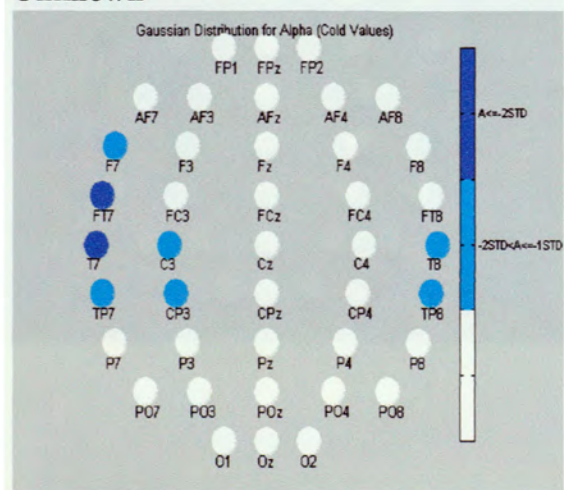 Gaussian Distribution for Alpha (Cold Values)
FP1 FPz FP2
AF7 AF3 AFz AF4 AF8
A<=-2STD
F7 F3 Fz F4 F8
FT7 FC3 FCz FC4 FT8
-2STD<A<=-1STD
T7 C3 Cz C4 T8
TP7 CP3 CPz CP4 TP8
P7 P3 Pz P4 P8
PO7 PO3 POz PO4 PO8
O1 Oz O2